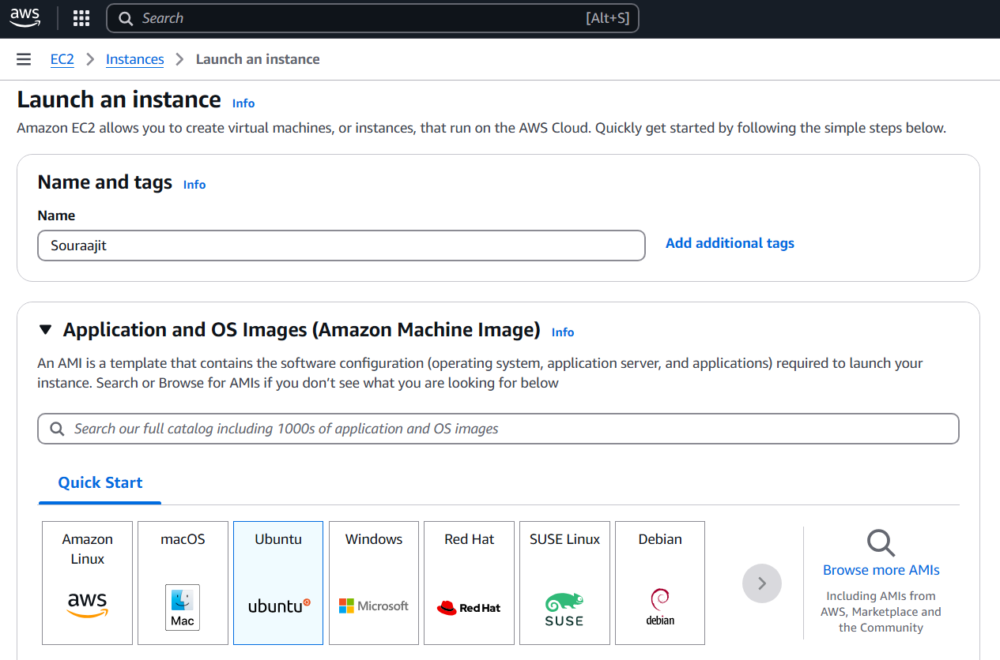 aws
Search [Alt+S]
EC2 Instances Launch an instance
Launch an instance Info
Amazon EC2 allows you to create virtual machines, or instances, that run on the AWS Cloud. Quickly get started by following the simple steps below.
Name and tags Info
Name
Souraajit
Add additional tags
Application and OS Images (Amazon Machine Image) Info
An AMI is a template that contains the software configuration (operating system, application server, and applications) required to launch your
instance. Search or Browse for AMIs if you don’t see what you are looking for below
Search our full catalog including 1000s of application and OS images
Quick Start
Amazon
Linux
aws
macOS
Mac
Ubuntu
ubuntu
Windows
Microsoft
Red Hat
Red Hat
SUSE Linux
SUSE
Debian
debian
Browse more AMIs
Including AMIs from
AWS, Marketplace and
the Community